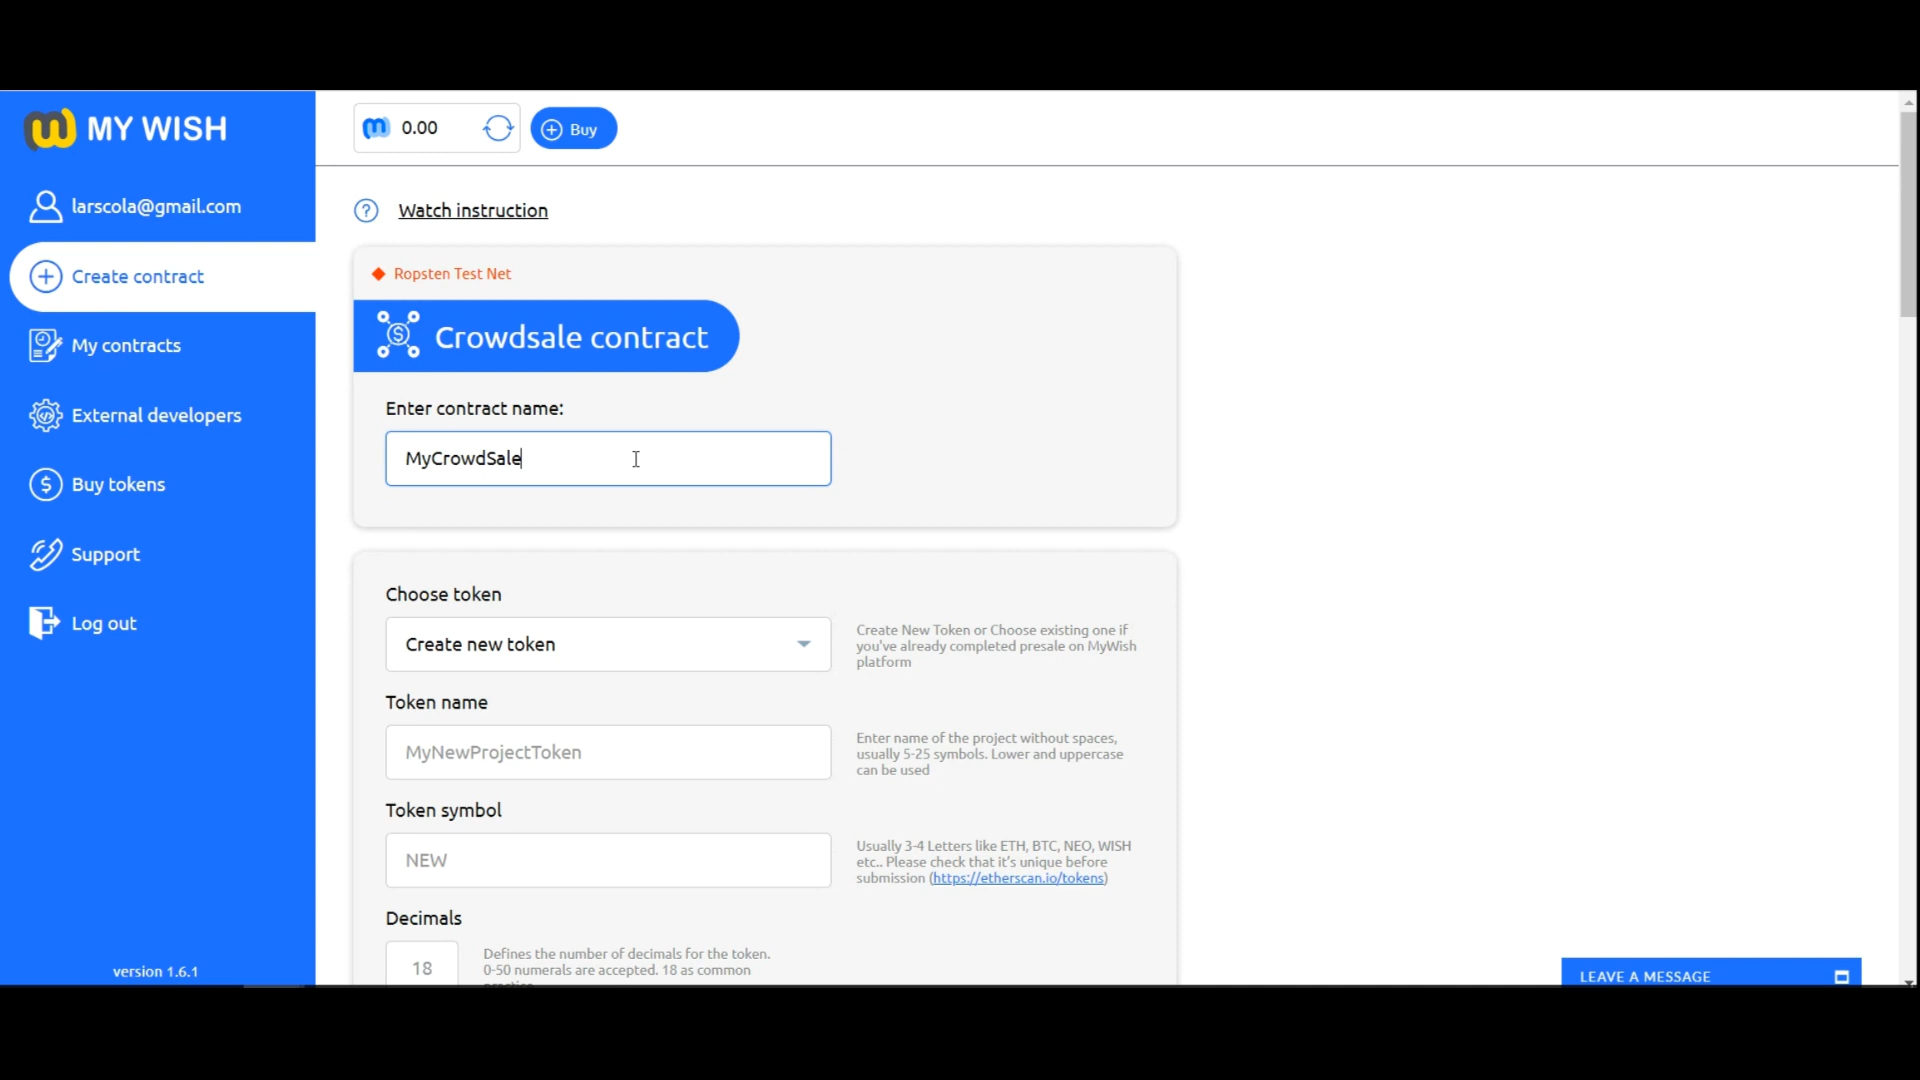 MY WISH
larscola@gmail.com
Create contract
My contracts
External developers
Buy tokens
Support
Log out
version 1.6.1
0.00
Buy
Watch instruction
Ropsten Test Net
Crowdsale contract
Enter contract name:
MyCrowdSale
Choose token
Create new token
Create New Token or Choose existing one if
you've already completed presale on MyWish
platform
Token name
MyNewProjectToken
Enter name of the project without spaces,
usually 5-25 symbols. Lower and uppercase
can be used
Token symbol
NEW
Usually 3-4 Letters like ETH, BTC, NEO, WISH
etc.. Please check that it's unique before
submission (https://etherscan.io/tokens)
Decimals
18
Defines the number of decimals for the token.
0-50 numerals are accepted. 18 as common
LEAVE A MESSAGE